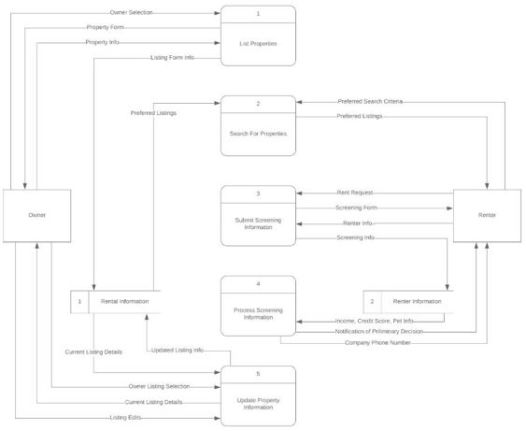 Owner Selection
1
Property Form
Property Info
List Properties
Listing Form Info
2
Preferred Search Criteria
Preferred Listings
Preferred Listings
Search For Properties
3
Rent Request
Screening Form
Owner
Submit Screening
Information
Renter Info
Renter
Screening Info
4
1
Rental Information
2
Renter Information
Process Screening
Information
Income, Credit Score, Pet Info
Notification of Priliminary Decision
Company Phone Number
Current Listing Details
Updated Listing Info
5
Owner Listing Selection
Current Listing Details
Update Property
Information
Listing Edits